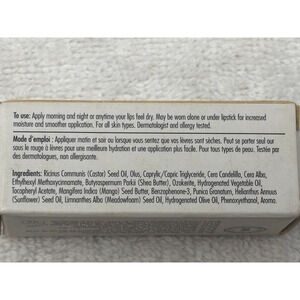 To use: Apply morning and night or anytime your lips feel dry. May be worn alone or under lipstick for increased
moisture and smoother application. For all skin types. Dermatologist and allergy tested.
Mode d'emploi : Appliquer matin et soir ou lorsque vous sentez que vos lèvres sont sèches. Peut se porter seul our
sous le rouge à lèvres pour une meilleure hydration et une application plus facile. Pour tous types de peau. Testée par
des dermatologues, non allergisante.
Ingredients: Ricinus Communis (Castor) Seed Oil, Olus, Caprylic/Capric Triglyceride, Cera Candelilla, Cera Alba,
Ethylhexyl Methoxycinnamate, Butyrospermum Parkii (Shea Butter), Ozokerite, Hydrogenated Vegetable Oil,
Tocopheryl Acetate, Mangifera Indica (Mango) Seed Butter, Benzophenone-3, Punica Granatum, Helianthus Annuus
(Sunflower) Seed Oil, Limnanthes Alba (Meadowfoam) Seed Oil, Hydrogenated Olive Oil, Phenoxyethanol, Aroma.